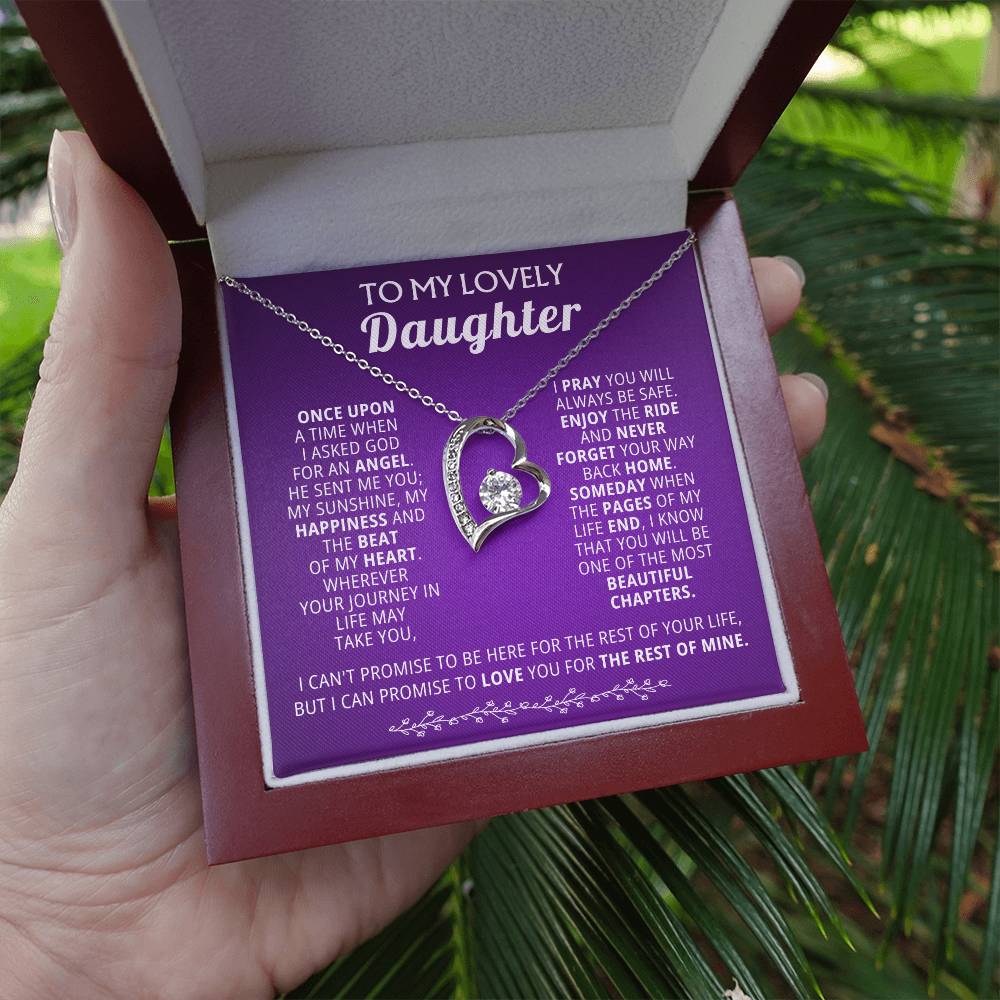 TO MY LOVELY
Daughter
ONCE UPON
A TIME WHEN
I ASKED GOD
FOR AN ANGEL.
HE SENT ME YOU;
MY SUNSHINE, MY
HAPPINESS AND
THE BEAT
OF MY HEART.
WHEREVER
YOUR JOURNEY IN
LIFE MAY
TAKE YOU,
I PRAY YOU WILL
ALWAYS BE SAFE.
ENJOY THE RIDE
AND NEVER
FORGET YOUR WAY
BACK HOME.
SOMEDAY WHEN
THE PAGES OF MY
LIFE END, I KNOW
THAT YOU WILL BE
ONE OF THE MOST
BEAUTIFUL
CHAPTERS.
I CAN'T PROMISE TO BE HERE FOR THE REST OF YOUR LIFE,
BUT I CAN PROMISE TO LOVE YOU FOR THE REST OF MINE.